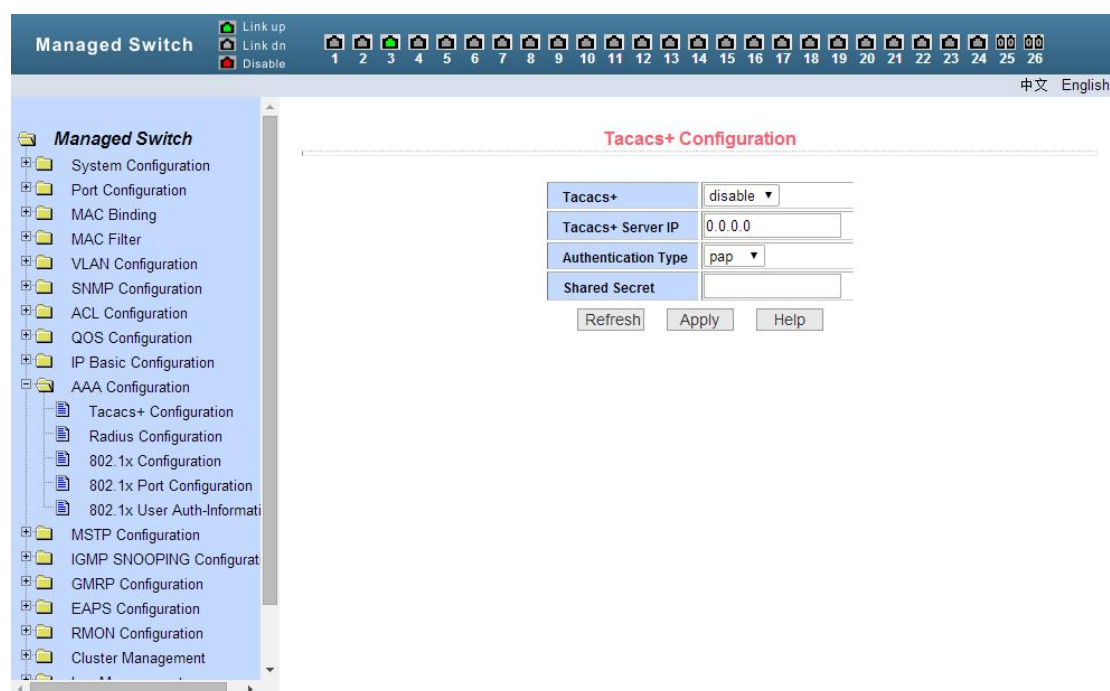 Managed Switch
Link up
Link dn
Disable
1 2 3 4 5 6 7 8 9 10 11 12 13 14 15 16 17 18 19 20 21 22 23 24 25 26
中文 English
Managed Switch
System Configuration
Port Configuration
MAC Binding
MAC Filter
VLAN Configuration
SNMP Configuration
ACL Configuration
QOS Configuration
IP Basic Configuration
AAA Configuration
Tacacs+ Configuration
Radius Configuration
802.1x Configuration
802.1x Port Configuration
802.1x User Auth-Informati
MSTP Configuration
IGMP SNOOPING Configurat
GMRP Configuration
EAPS Configuration
RMON Configuration
Cluster Management
Tacacs+ Configuration
Tacacs+ disable
Tacacs+ Server IP 0.0.0.0
Authentication Type pap
Shared Secret
Refresh Apply Help